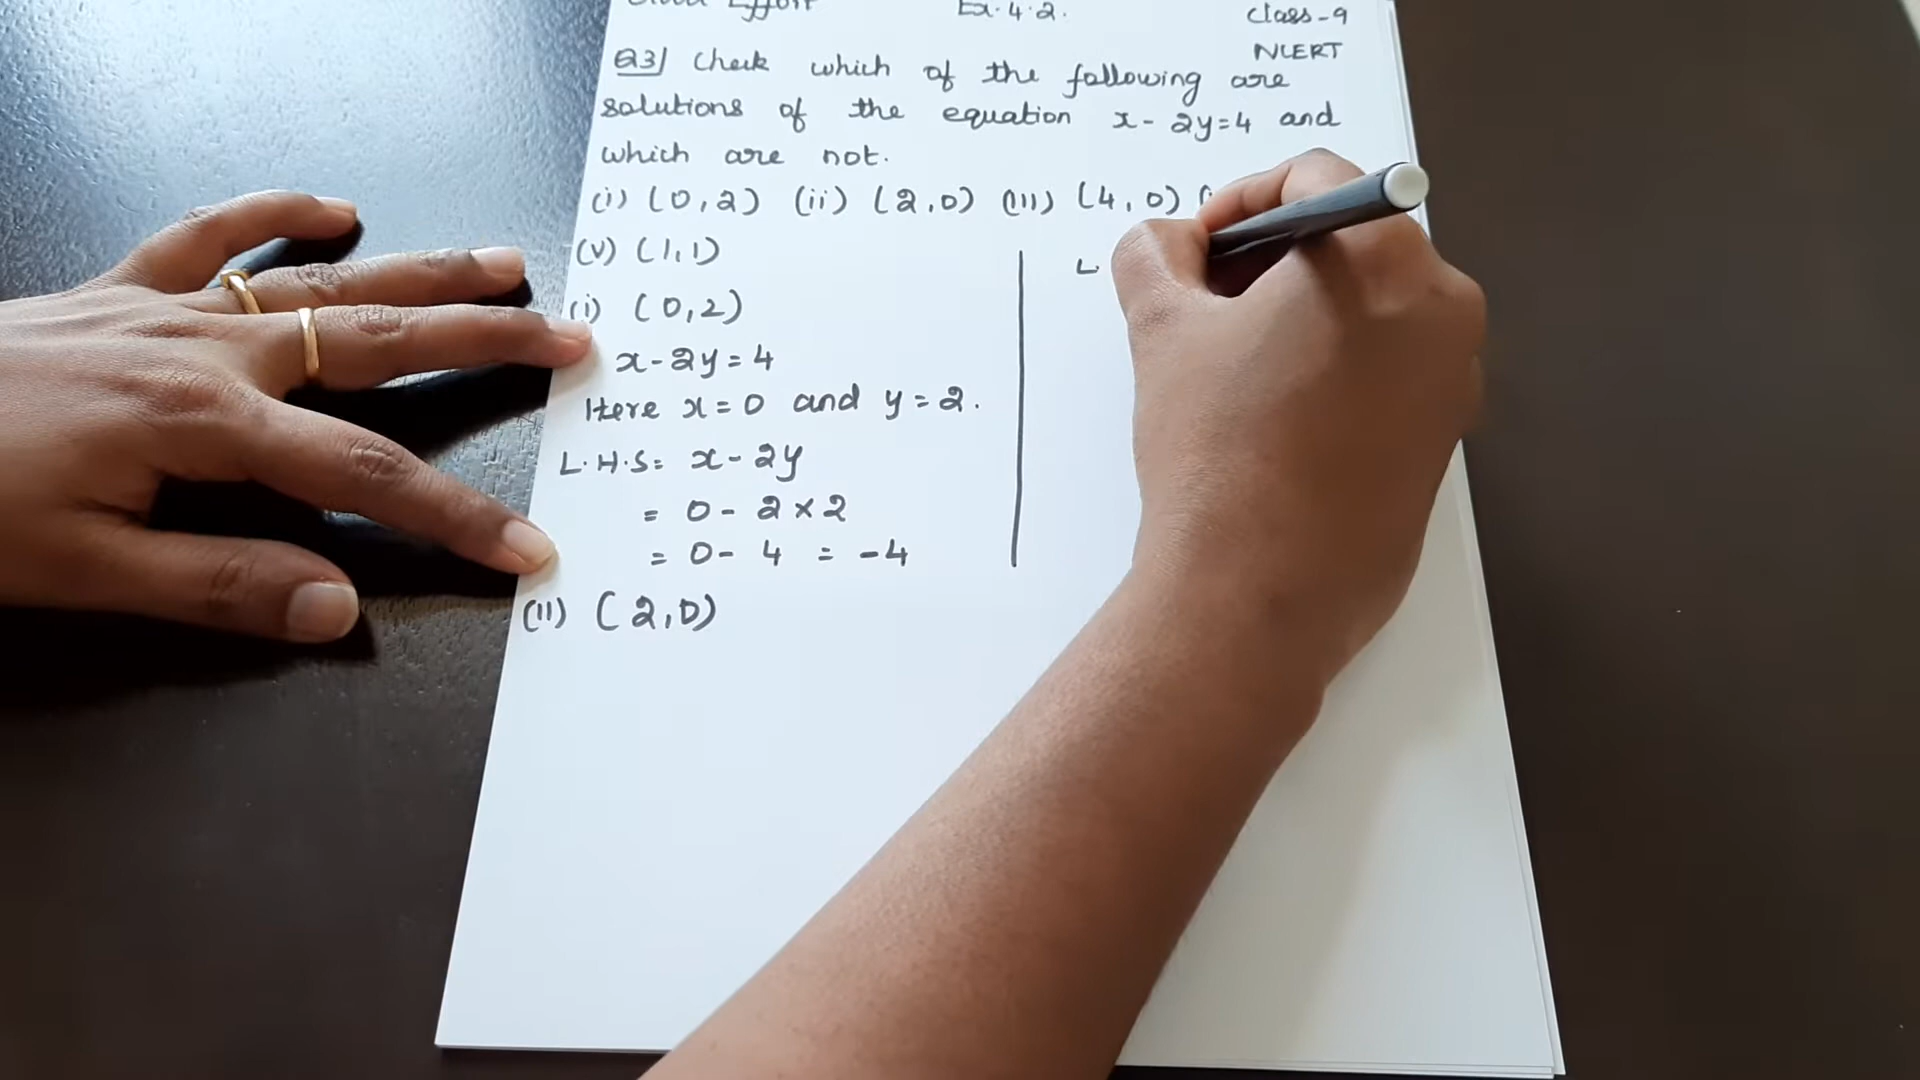 Ex. 4.2.
Class-9
NCERT
Q3/ Check which of the following are
solutions of the equation x - 2y = 4 and
which are not.
(i) (0,2) (ii) (2,0) (iii) (4,0) (
(v) (1,1)
(i) (0,2)
x - 2y = 4
Here x = 0 and y = 2.
L.H.S = x - 2y
= 0 - 2 × 2
= 0 - 4 = -4
(ii) (2,0)
L.